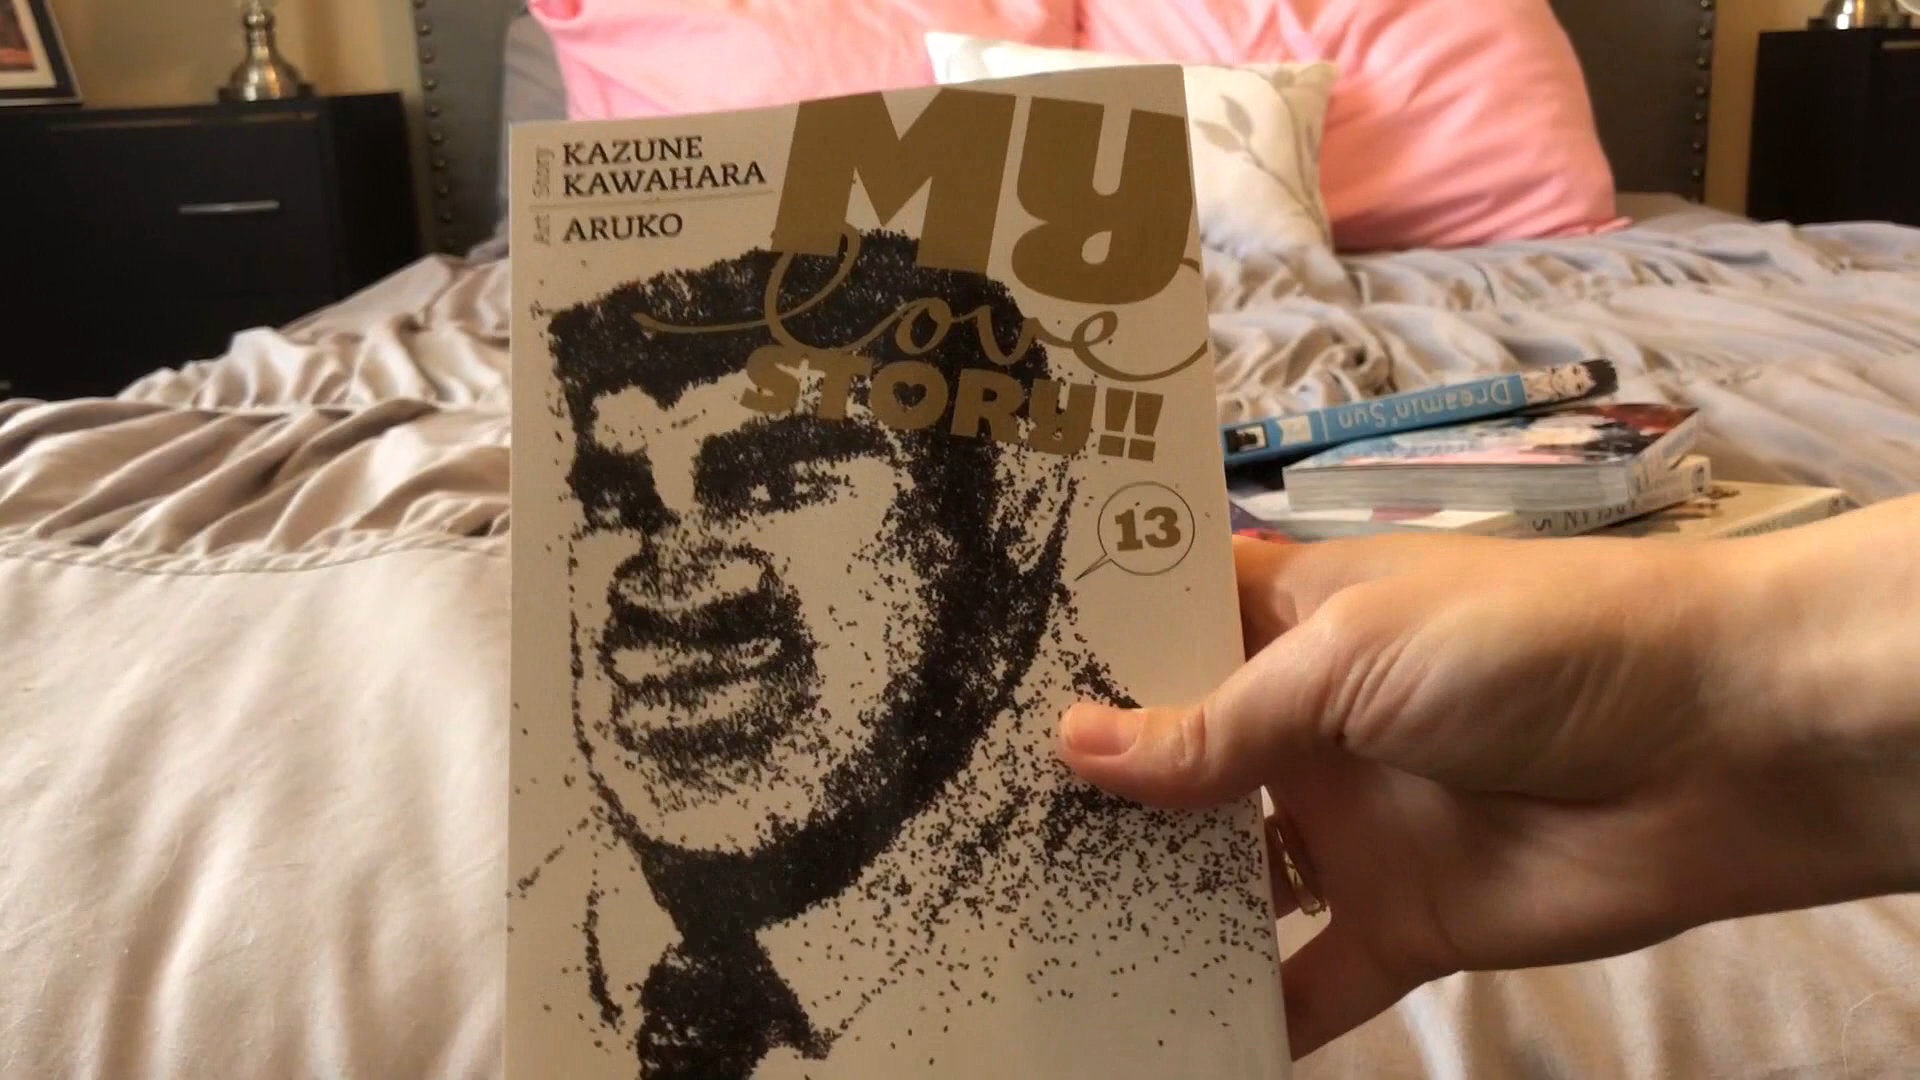 Story
KAZUNE
KAWAHARA
Art
ARUKO
MY
love
STORY!!
13
Dreamin' Sun